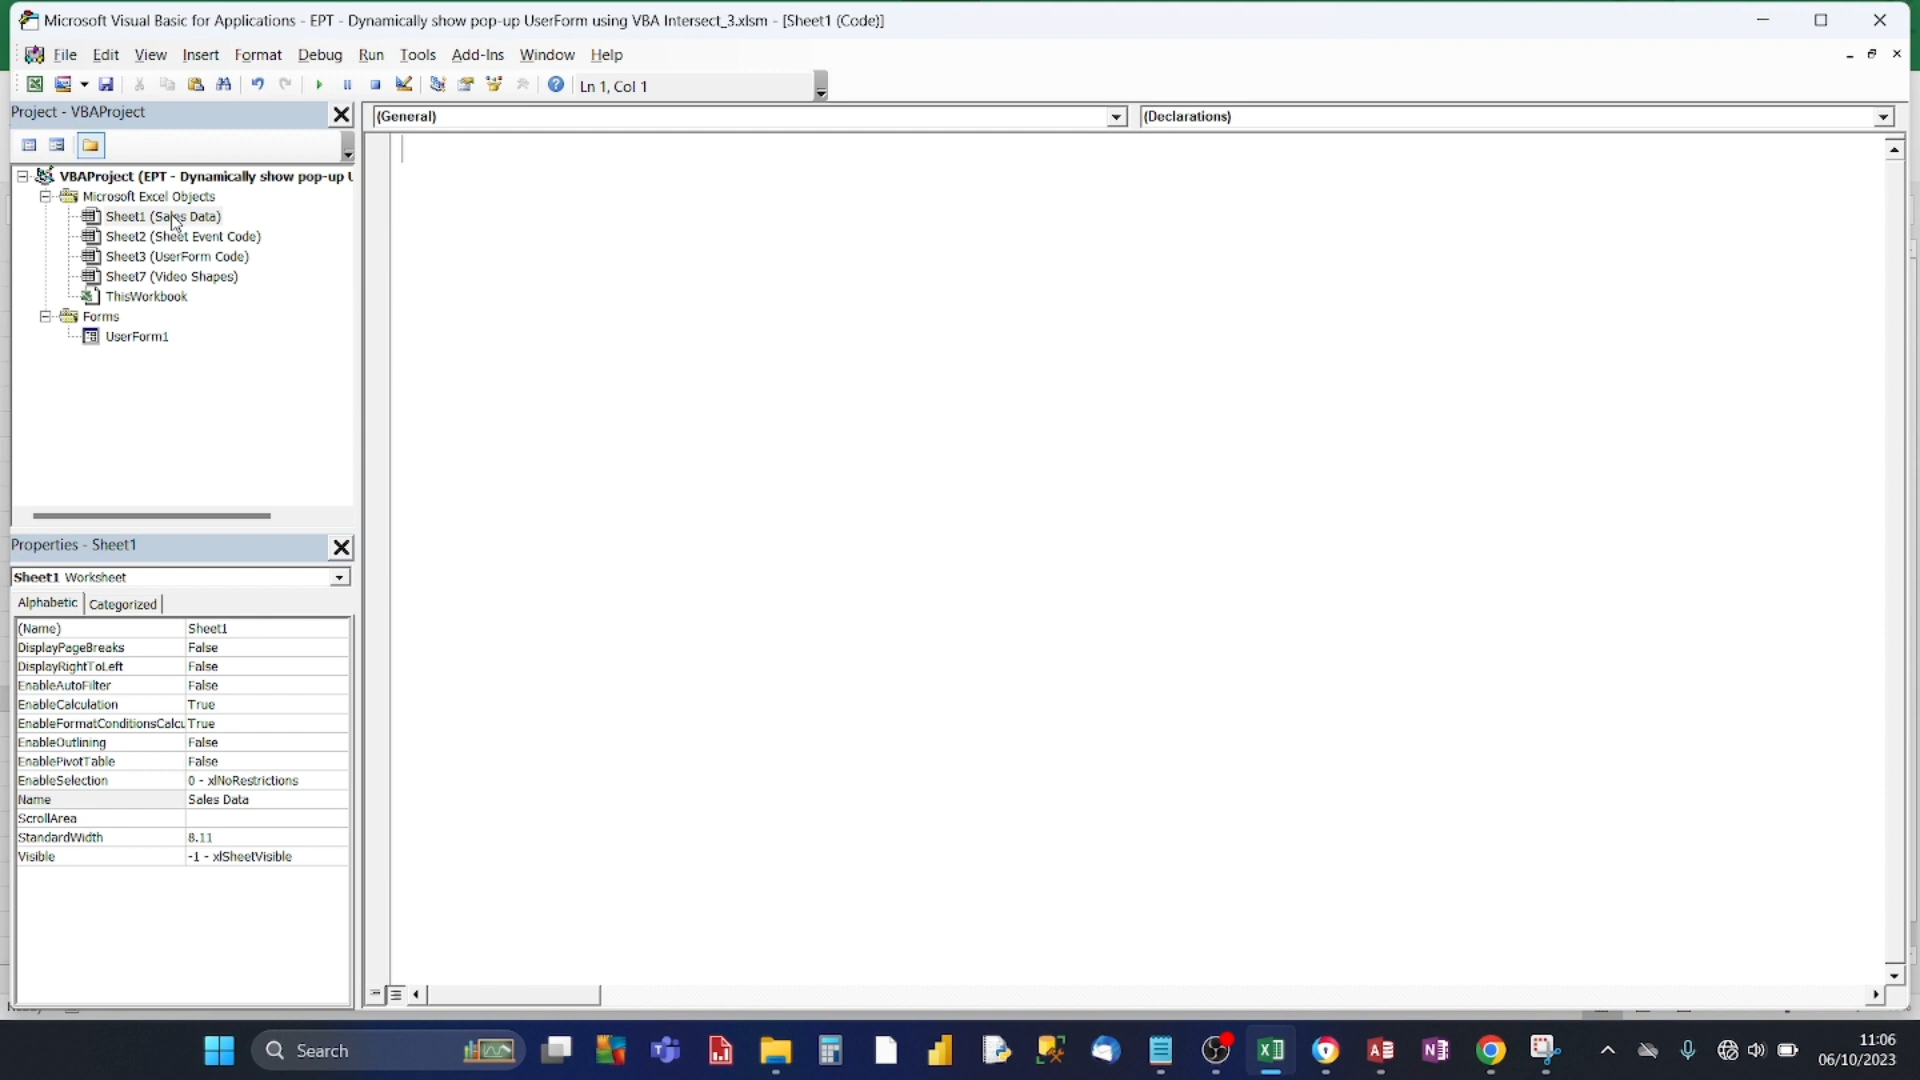 Microsoft Visual Basic for Applications - EPT - Dynamically show pop-up UserForm using VBA Intersect_3.xlsm - [Sheet1 (Code)]
File Edit View Insert Format Debug Run Tools Add-Ins Window Help
Ln 1, Col 1
Project - VBAProject
(General)
(Declarations)
VBAProject (EPT - Dynamically show pop-up U
Microsoft Excel Objects
Sheet1 (Sales Data)
Sheet2 (Sheet Event Code)
Sheet3 (UserForm Code)
Sheet7 (Video Shapes)
ThisWorkbook
Forms
UserForm1
Properties - Sheet1
Sheet1 Worksheet
Alphabetic Categorized
(Name) Sheet1
DisplayPageBreaks False
DisplayRightToLeft False
EnableAutoFilter False
EnableCalculation True
EnableFormatConditionsCalcu True
EnableOutlining False
EnablePivotTable False
EnableSelection 0 - xlNoRestrictions
Name Sales Data
ScrollArea
StandardWidth 8.11
Visible -1 - xlSheetVisible
Search
11:06
06/10/2023